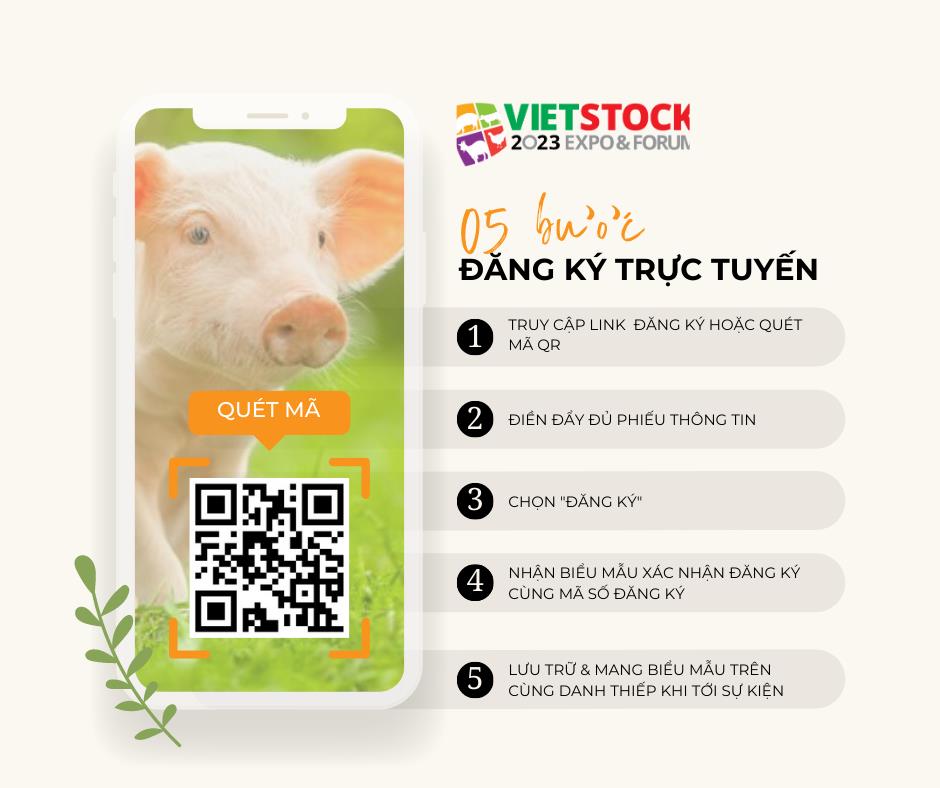 VIETSTOCK
2023 EXPO & FORUM
05 bước
ĐĂNG KÝ TRỰC TUYẾN
1 TRUY CẬP LINK ĐĂNG KÝ HOẶC QUÉT
MÃ QR
2 ĐIỀN ĐẦY ĐỦ PHIẾU THÔNG TIN
3 CHỌN "ĐĂNG KÝ"
4 NHẬN BIỂU MẪU XÁC NHẬN ĐĂNG KÝ
CÙNG MÃ SỐ ĐĂNG KÝ
5 LƯU TRỮ & MANG BIỂU MẪU TRÊN
CÙNG DANH THIẾP KHI TỚI SỰ KIỆN
QUÉT MÃ